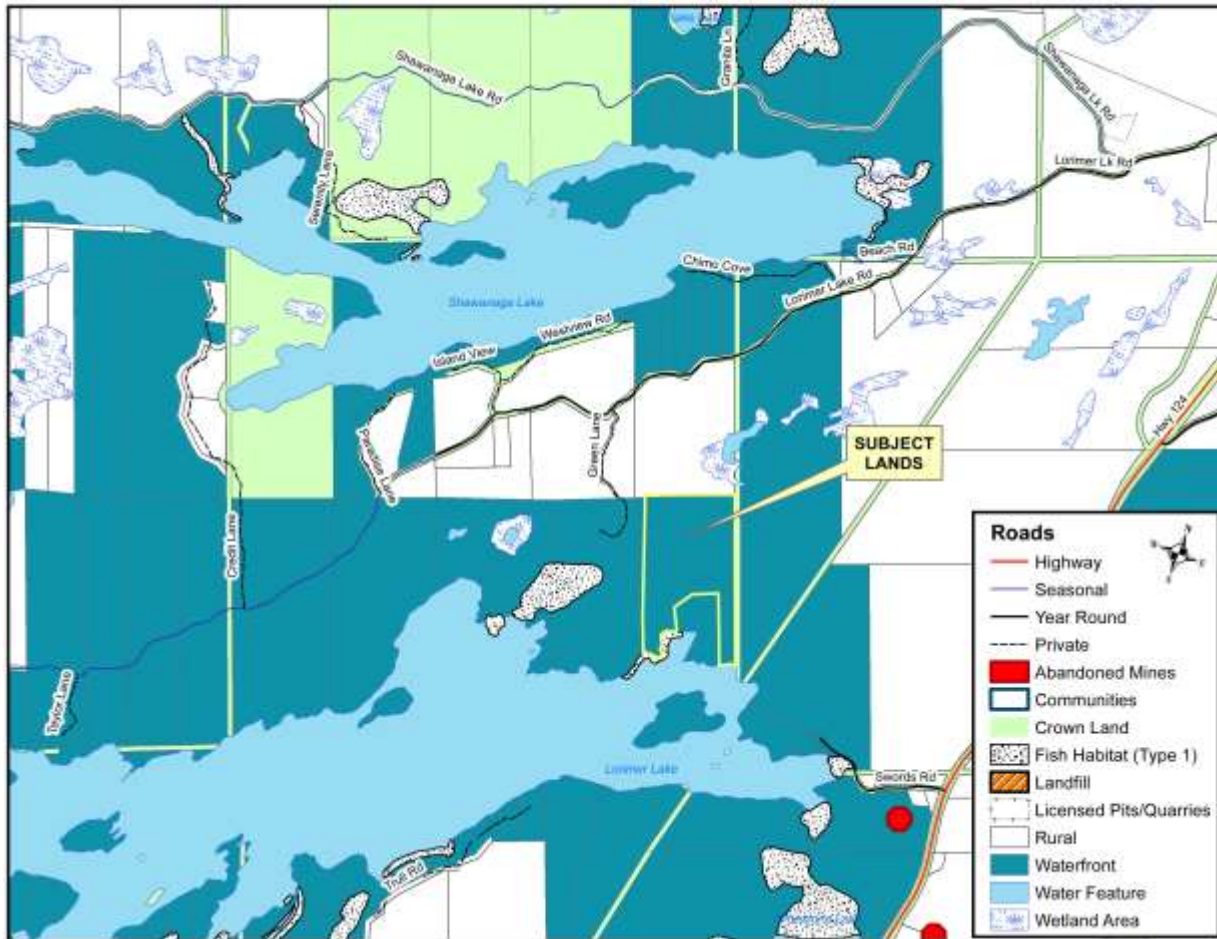 Granite Ln
Shawanaga Lake Rd
Shawanaga Lk Rd
Lorimer Lk Rd
Serenity Lane
Beach Rd
Chimo Cove
Lorimer Lake Rd
Shawanaga Lake
Westview Rd
Island View
Hwy 124
Paradise Lane
Green Lane
SUBJECT
LANDS
Credit Lane
Taylor Lane
Lorimer Lake
Swords Rd
Trull Rd
Roads
Highway
Seasonal
Year Round
Private
Abandoned Mines
Communities
Crown Land
Fish Habitat (Type 1)
Landfill
Licensed Pits/Quarries
Rural
Waterfront
Water Feature
Wetland Area